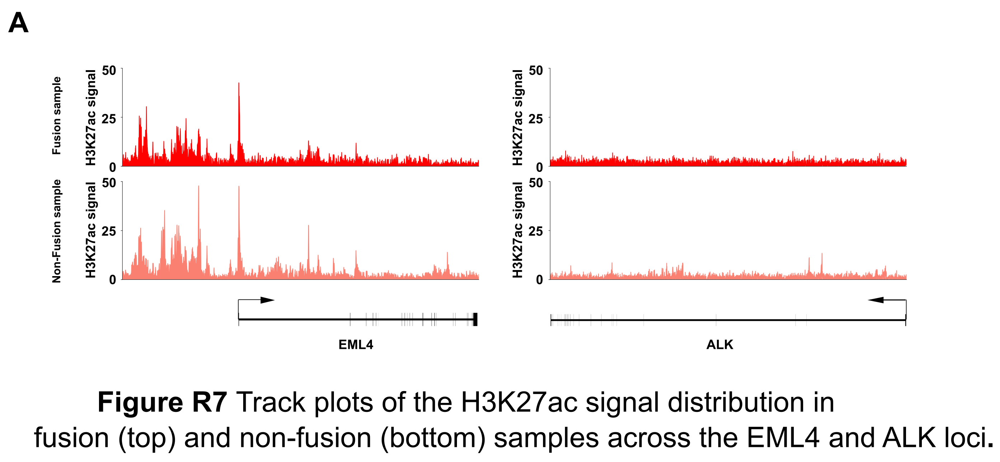 A
Fusion sample
H3K27ac signal
50
25
0
H3K27ac signal
50
25
0
Non-Fusion sample
H3K27ac signal
50
25
0
H3K27ac signal
50
25
0
EML4
ALK
Figure R7 Track plots of the H3K27ac signal distribution in
fusion (top) and non-fusion (bottom) samples across the EML4 and ALK loci.